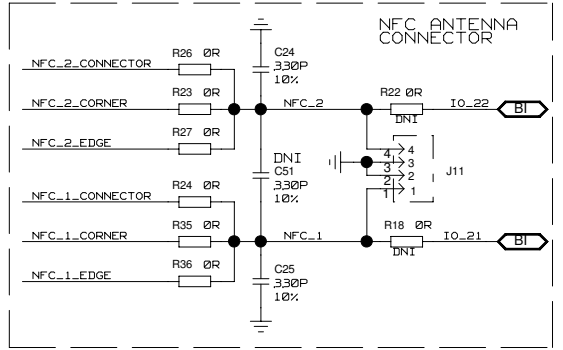 NFC ANTENNA
CONNECTOR
R26 0R
C24
330P
10%
NFC_2_CONNECTOR
R23 0R
NFC_2_CORNER
NFC_2
R22 0R
DNI
IO_22
BI
R27 0R
NFC_2_EDGE
DNI
C51
330P
10%
4 4
3 3
2 2
1 1
J11
R24 0R
NFC_1_CONNECTOR
R35 0R
NFC_1_CORNER
NFC_1
R18 0R
DNI
IO_21
BI
R36 0R
NFC_1_EDGE
C25
330P
10%